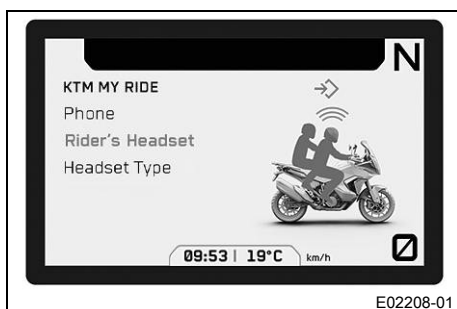 N
KTM MY RIDE
Phone
Rider's Headset
Headset Type
09:53 | 19°C km/h
0
E02208-01